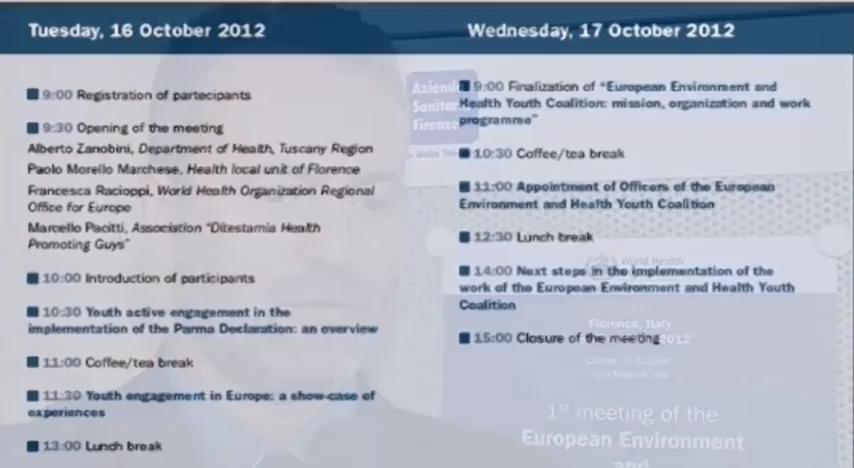 Tuesday, 16 October 2012
9:00 Registration of partecipants
9:30 Opening of the meeting
Alberto Zanobini, Department of Health, Tuscany Region
Paolo Morello Marchese, Health local unit of Florence
Francesca Racioppi, World Health Organization Regional
Office for Europe
Marcello Pacitti, Association "Ditestamia Health
Promoting Guys"
10:00 Introduction of participants
10:30 Youth active engagement in the
implementation of the Parma Declaration: an overview
11:00 Coffee/tea break
11:30 Youth engagement in Europe: a show-case of
experiences
13:00 Lunch break
Wednesday, 17 October 2012
9:00 Finalization of "European Environment and
Health Youth Coalition: mission, organization and work
programme"
10:30 Coffee/tea break
11:00 Appointment of Officers of the European
Environment and Health Youth Coalition
12:30 Lunch break
14:00 Next steps in the implementation of the
work of the European Environment and Health Youth
Coalition
15:00 Closure of the meeting
Aziend
Sanitar
Firenze
World Health
Florence, Italy
2012
1st meeting of the
European Environment
and